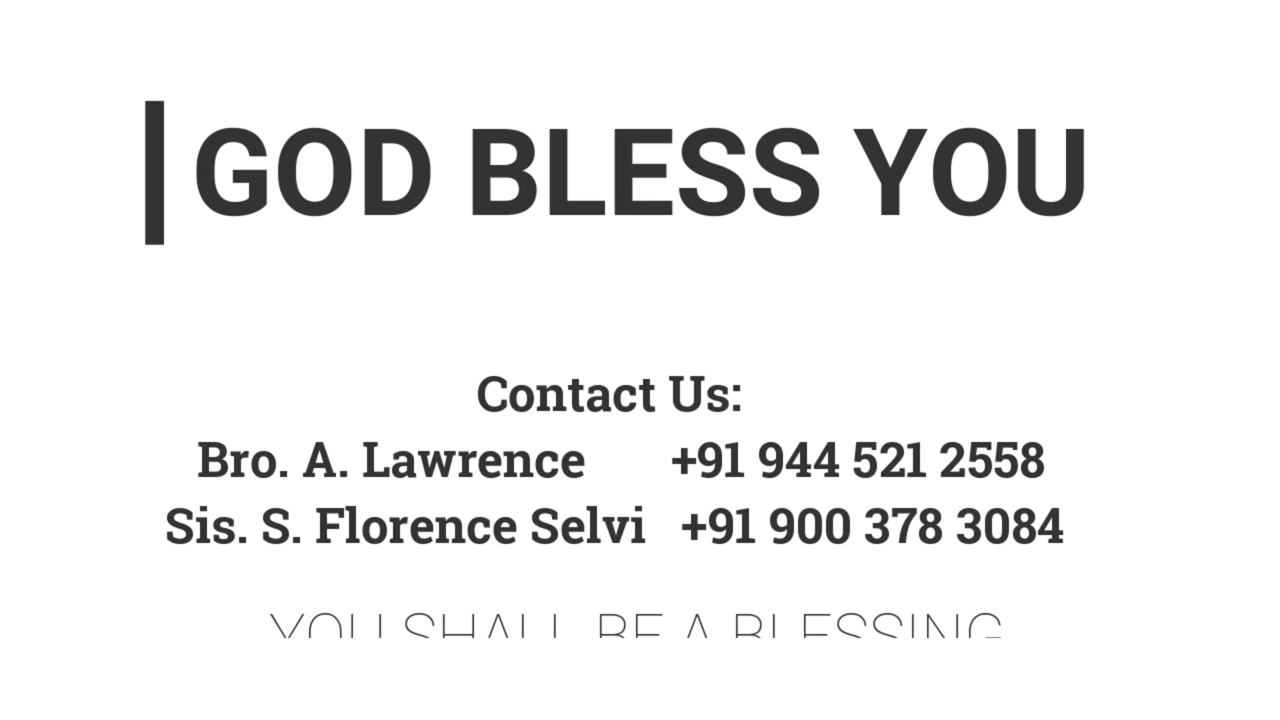 GOD BLESS YOU
Contact Us:
Bro. A. Lawrence +91 944 521 2558
Sis. S. Florence Selvi +91 900 378 3084
YOU SHALL BE A BLESSING